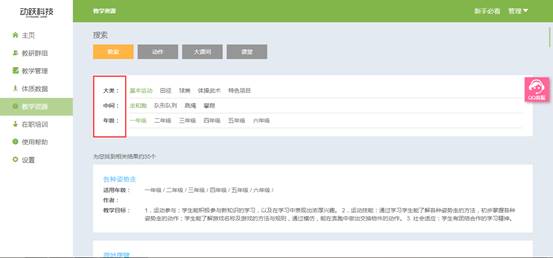 动跃科技
教学资源
新手必看 管理
主页
教研群组
教学管理
体质数据
教学资源
在职培训
使用帮助
设置
搜索
教案 动作 大课间 课堂
大类： 基本运动 田径 球类 体操武术 特色项目
中间： 走和跑 队形队列 跳绳 攀爬
年级： 一年级 二年级 三年级 四年级 五年级 六年级
QQ客服
为您找到相关结果约30个
各种姿势走
适用年级： 一年级 / 二年级 / 三年级 / 四年级 / 五年级 / 六年级 /
作者：
教学目标： 1．运动参与：学生能积极参与新知识的学习，以及在学习中表现出浓厚兴趣。 2．运动技能：通过学习学生能了解各种姿势走的方法，初步掌握各种
姿势走的动作；学生能了解游戏名称及游戏的方法与规则，通过模仿，能在跑步中做出交接物件的动作。 3. 社会适应：学生有团结合作的学习精神。